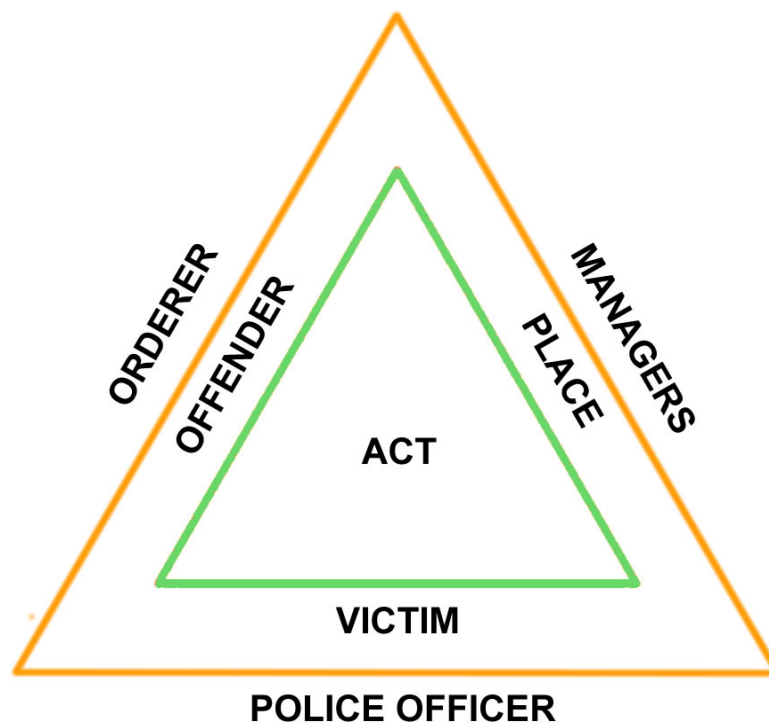 ORDERER
OFFENDER
MANAGERS
PLACE
ACT
VICTIM
POLICE OFFICER